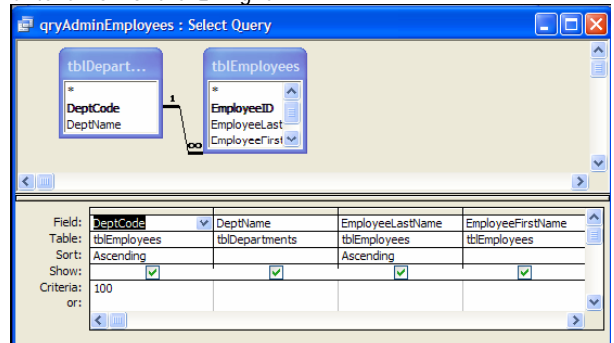 qryAdminEmployees : Select Query
tblDepart...
*
DeptCode
DeptName
1
∞
tblEmployees
*
EmployeeID
EmployeeLast
EmployeeFirst
Field: DeptCode DeptName EmployeeLastName EmployeeFirstName
Table: tblEmployees tblDepartments tblEmployees tblEmployees
Sort: Ascending Ascending
Show:
Criteria: 100
or: